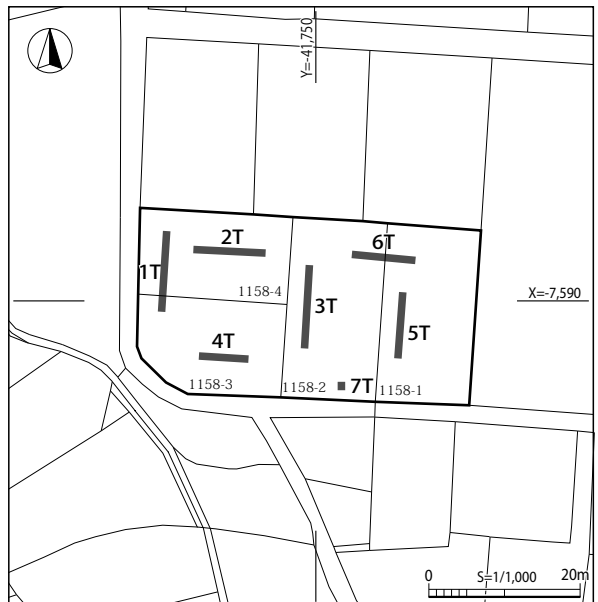 Y=-41,750
2T
6T
1T
1158-4
3T
X=-7,590
5T
4T
1158-3
1158-2
7T
1158-1
0
S=1/1,000
20m